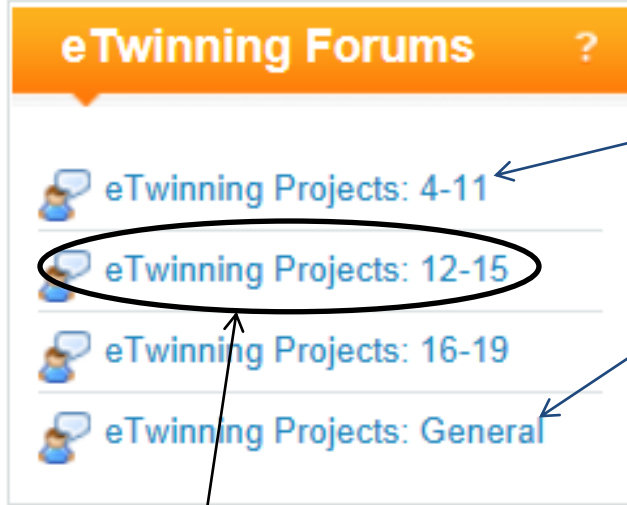 eTwinning Forums ?
eTwinning Projects: 4-11
eTwinning Projects: 12-15
eTwinning Projects: 16-19
eTwinning Projects: General